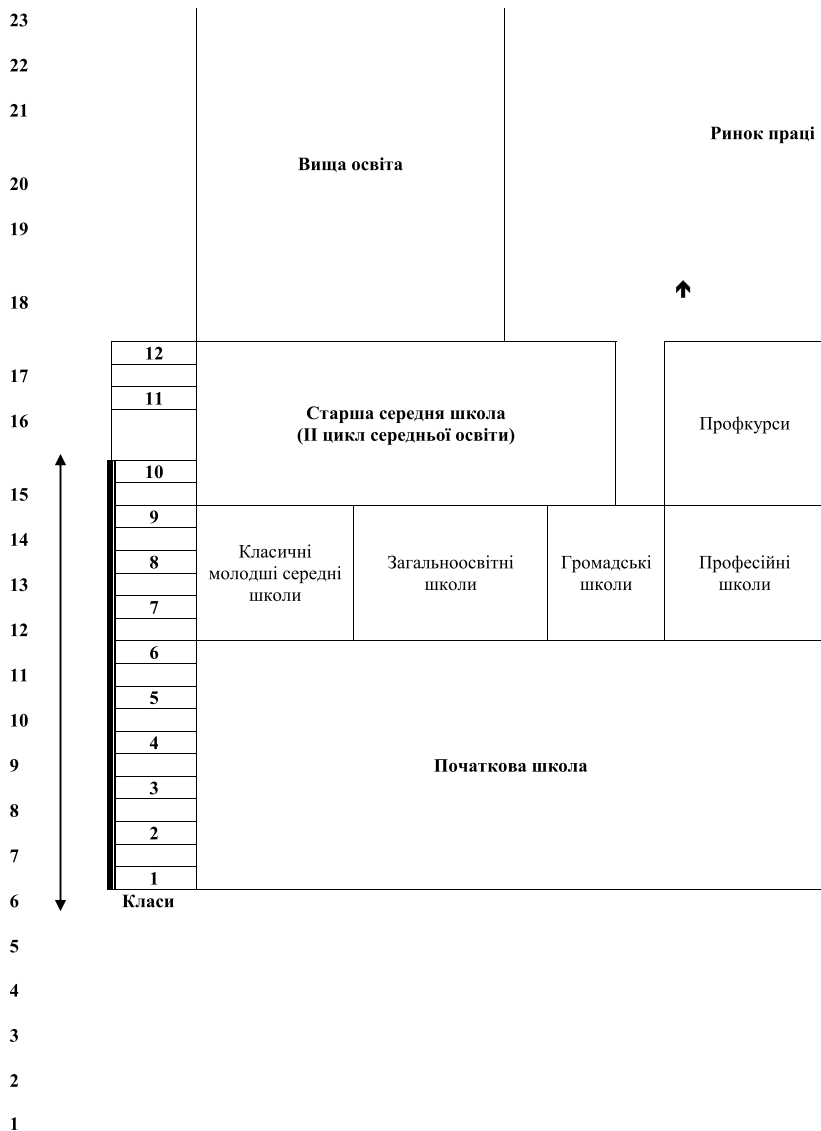 23
22
21
Ринок праці
Вища освіта
20
19
🡩
18
12
17
11
Старша середня школа
(ІІ цикл середньої освіти)
16
Профкурси
10
15
9
14
Класичні
молодші середні
школи
Загальноосвітні
школи
Громадські
школи
Професійні
школи
8
13
7
12
6
11
5
10
4
9
Початкова школа
3
8
2
7
1
6
Класи
5
4
3
2
1